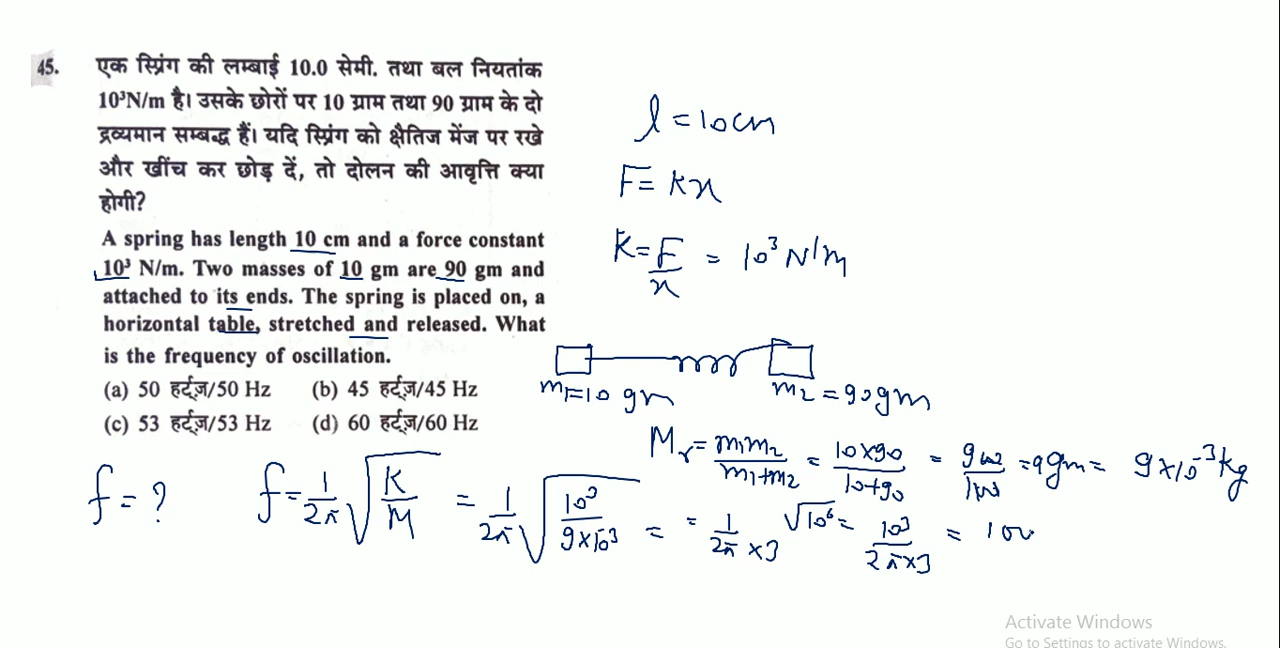 45. एक स्प्रिंग की लम्बाई 10.0 सेमी. तथा बल नियतांक
10³N/m है। उसके छोरों पर 10 ग्राम तथा 90 ग्राम के दो
द्रव्यमान सम्बद्ध हैं। यदि स्प्रिंग को क्षैतिज मेंज पर रखे
और खींच कर छोड़ दें, तो दोलन की आवृत्ति क्या
होगी?
A spring has length 10 cm and a force constant
10³ N/m. Two masses of 10 gm are 90 gm and
attached to its ends. The spring is placed on, a
horizontal table, stretched and released. What
is the frequency of oscillation.
(a) 50 हर्ट्ज़/50 Hz (b) 45 हर्ट्ज़/45 Hz
(c) 53 हर्ट्ज़/53 Hz (d) 60 हर्ट्ज़/60 Hz
l = 10cm
F = Kx
K = F/x = 10³ N/m
m₁=10 gm m₂ = 90gm
Mr = m₁m₂/m₁+m₂ = 10×90/10+90 = 900/100 = 9gm = 9×10⁻³kg
f = ? f = 1/2π √K/M = 1/2π √10³/9×10⁻³ = = 1/2π×3 √10⁶ = 10³/2π×3 = 100
Activate Windows
Go to Settings to activate Windows.